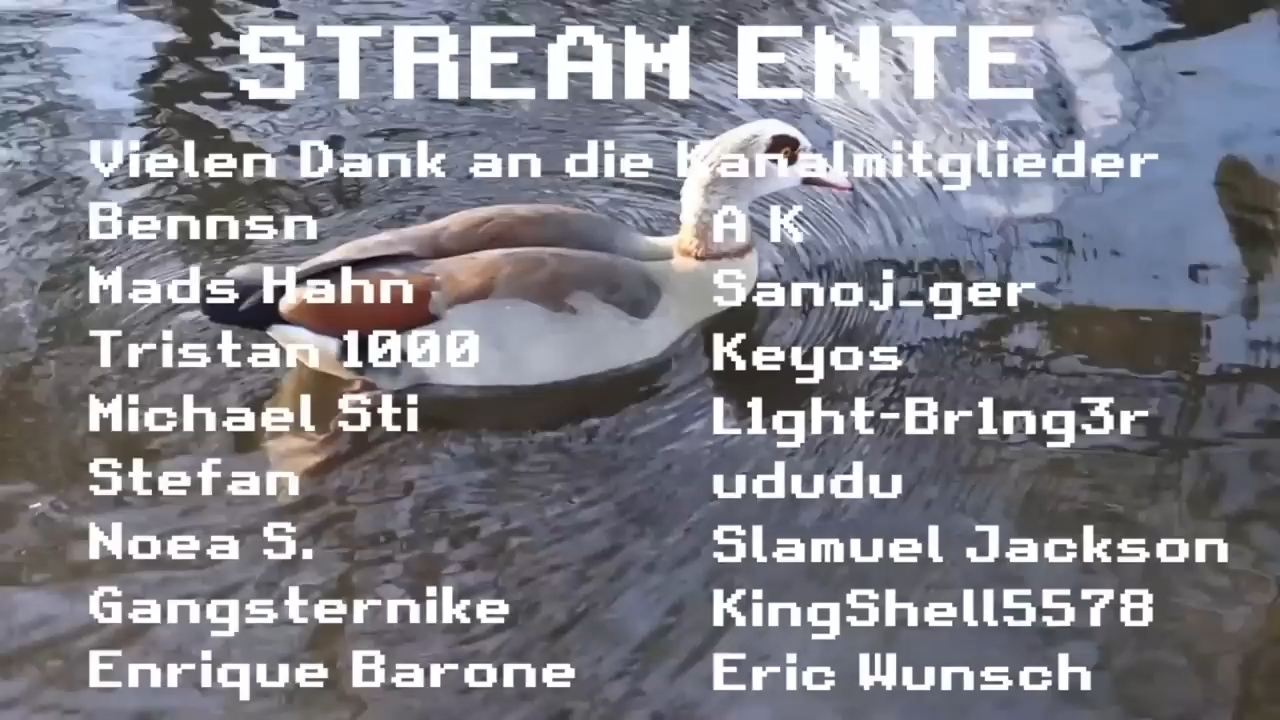 STREAM ENTE
Vielen Dank an die Kanalmitglieder
Bennsn
Mads Hahn
Tristan 1000
Michael Sti
Stefan
Noea S.
Gangsternike
Enrique Barone
A K
Sanoj_ger
Keyos
L1ght-Br1ng3r
ududu
Slamuel Jackson
KingShell5578
Eric Wunsch